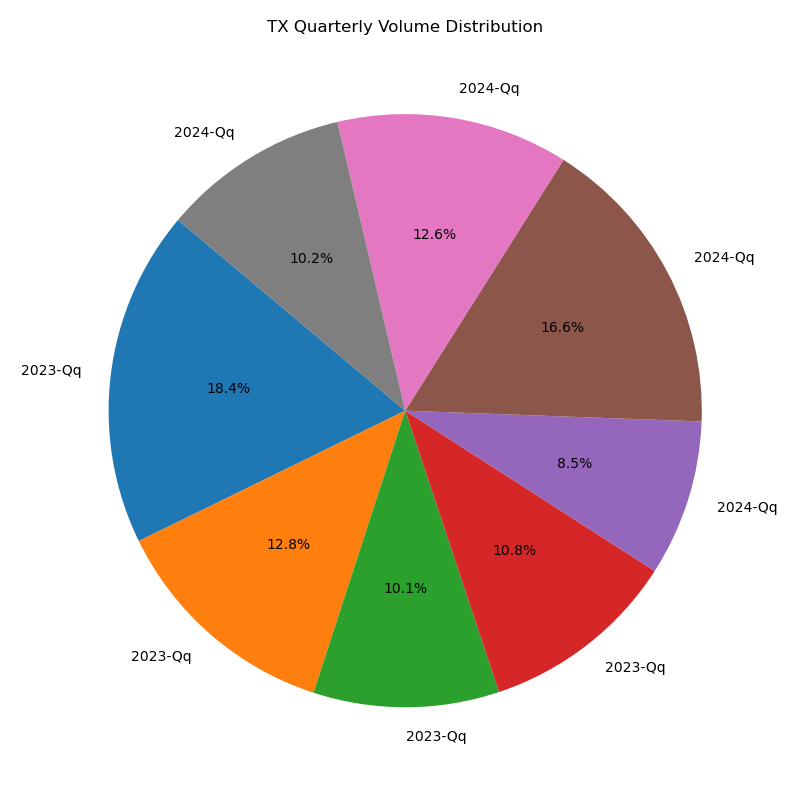 TX Quarterly Volume Distribution
2024-Qq
2024-Qq
12.6%
10.2%
2024-Qq
16.6%
2023-Qq
18.4%
8.5%
2024-Qq
12.8%
10.8%
10.1%
2023-Qq
2023-Qq
2023-Qq